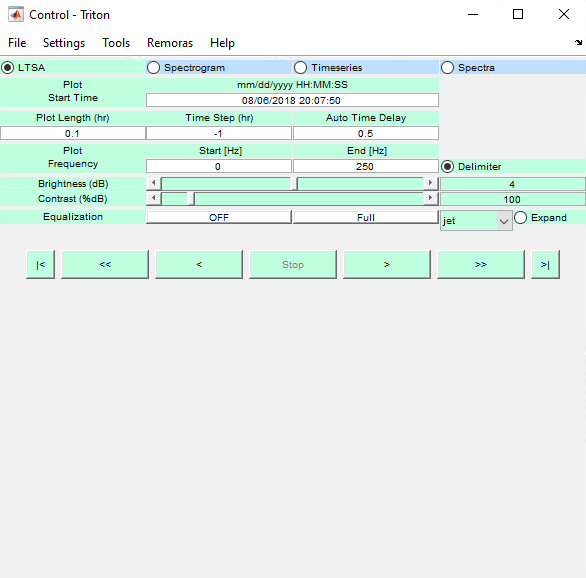 Control - Triton
File Settings Tools Remoras Help
LTSA Spectrogram Timeseries Spectra
Plot mm/dd/yyyy HH:MM:SS
Start Time 08/06/2018 20:07:50
Plot Length (hr) Time Step (hr) Auto Time Delay
0.1 -1 0.5
Plot Start [Hz] End [Hz]
Frequency 0 250 Delimiter
Brightness (dB) 4
Contrast (%dB) 100
Equalization OFF Full jet Expand
|< << < Stop > >> >|